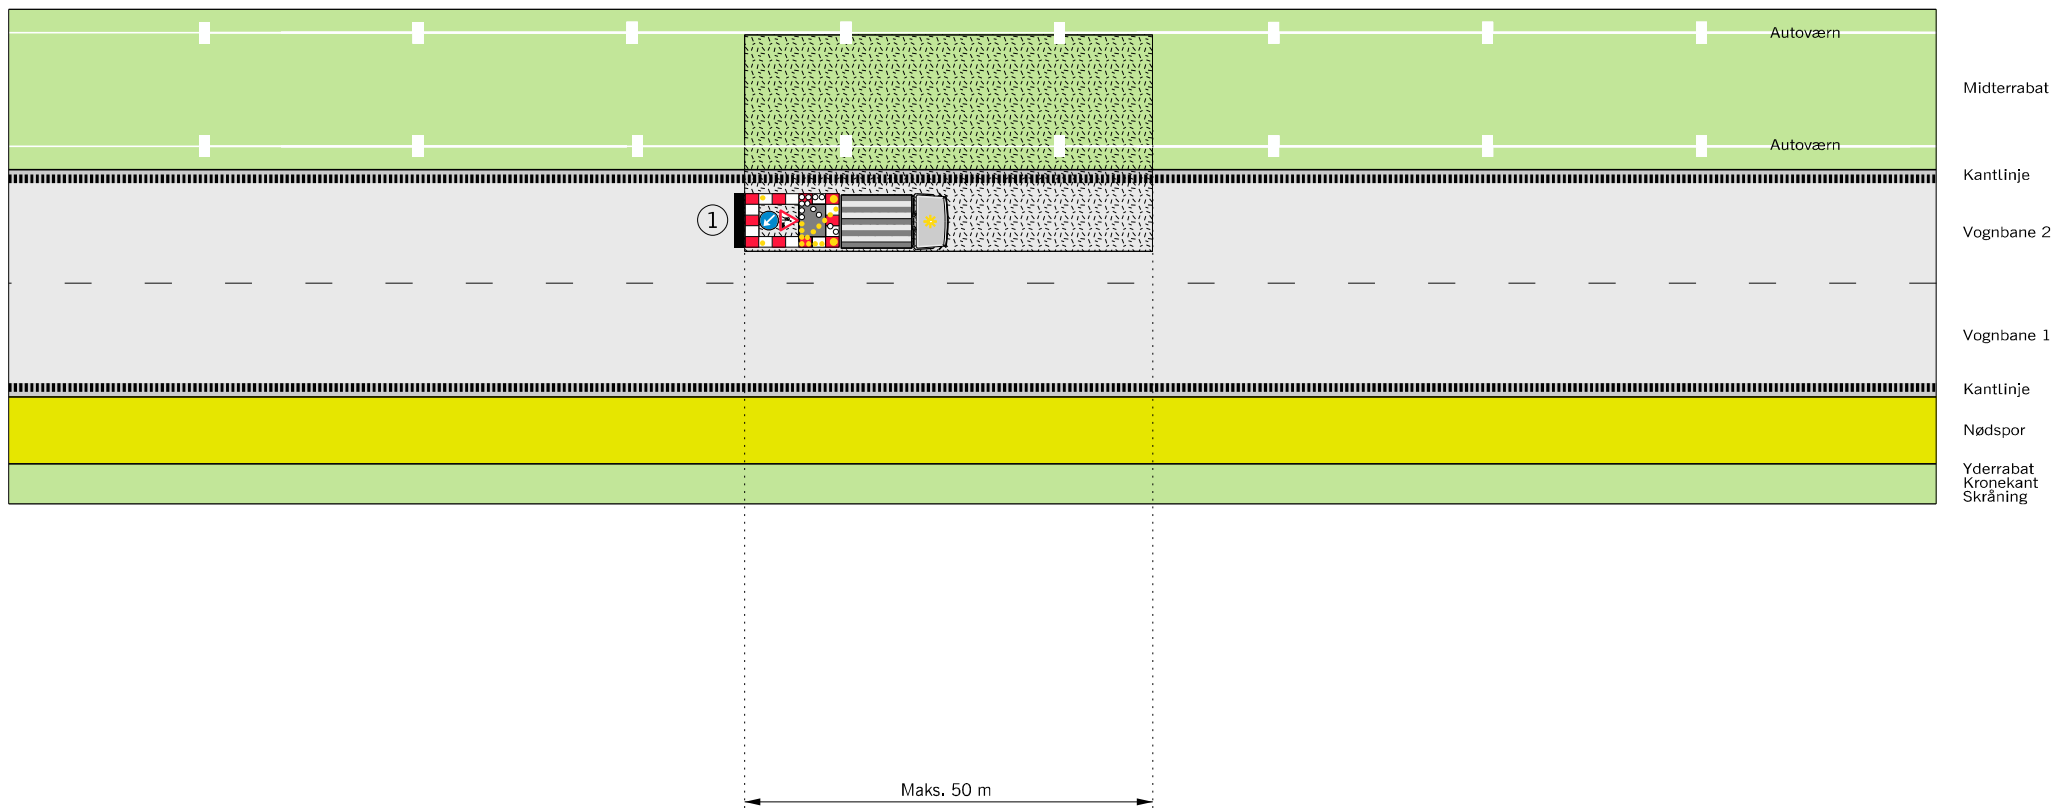 Autoværn
Midterrabat
Autoværn
Kantlinje
1
Vognbane 2
Vognbane 1
Kantlinje
Nødspor
Yderrabat
Kronekant
Skråning
Maks. 50 m